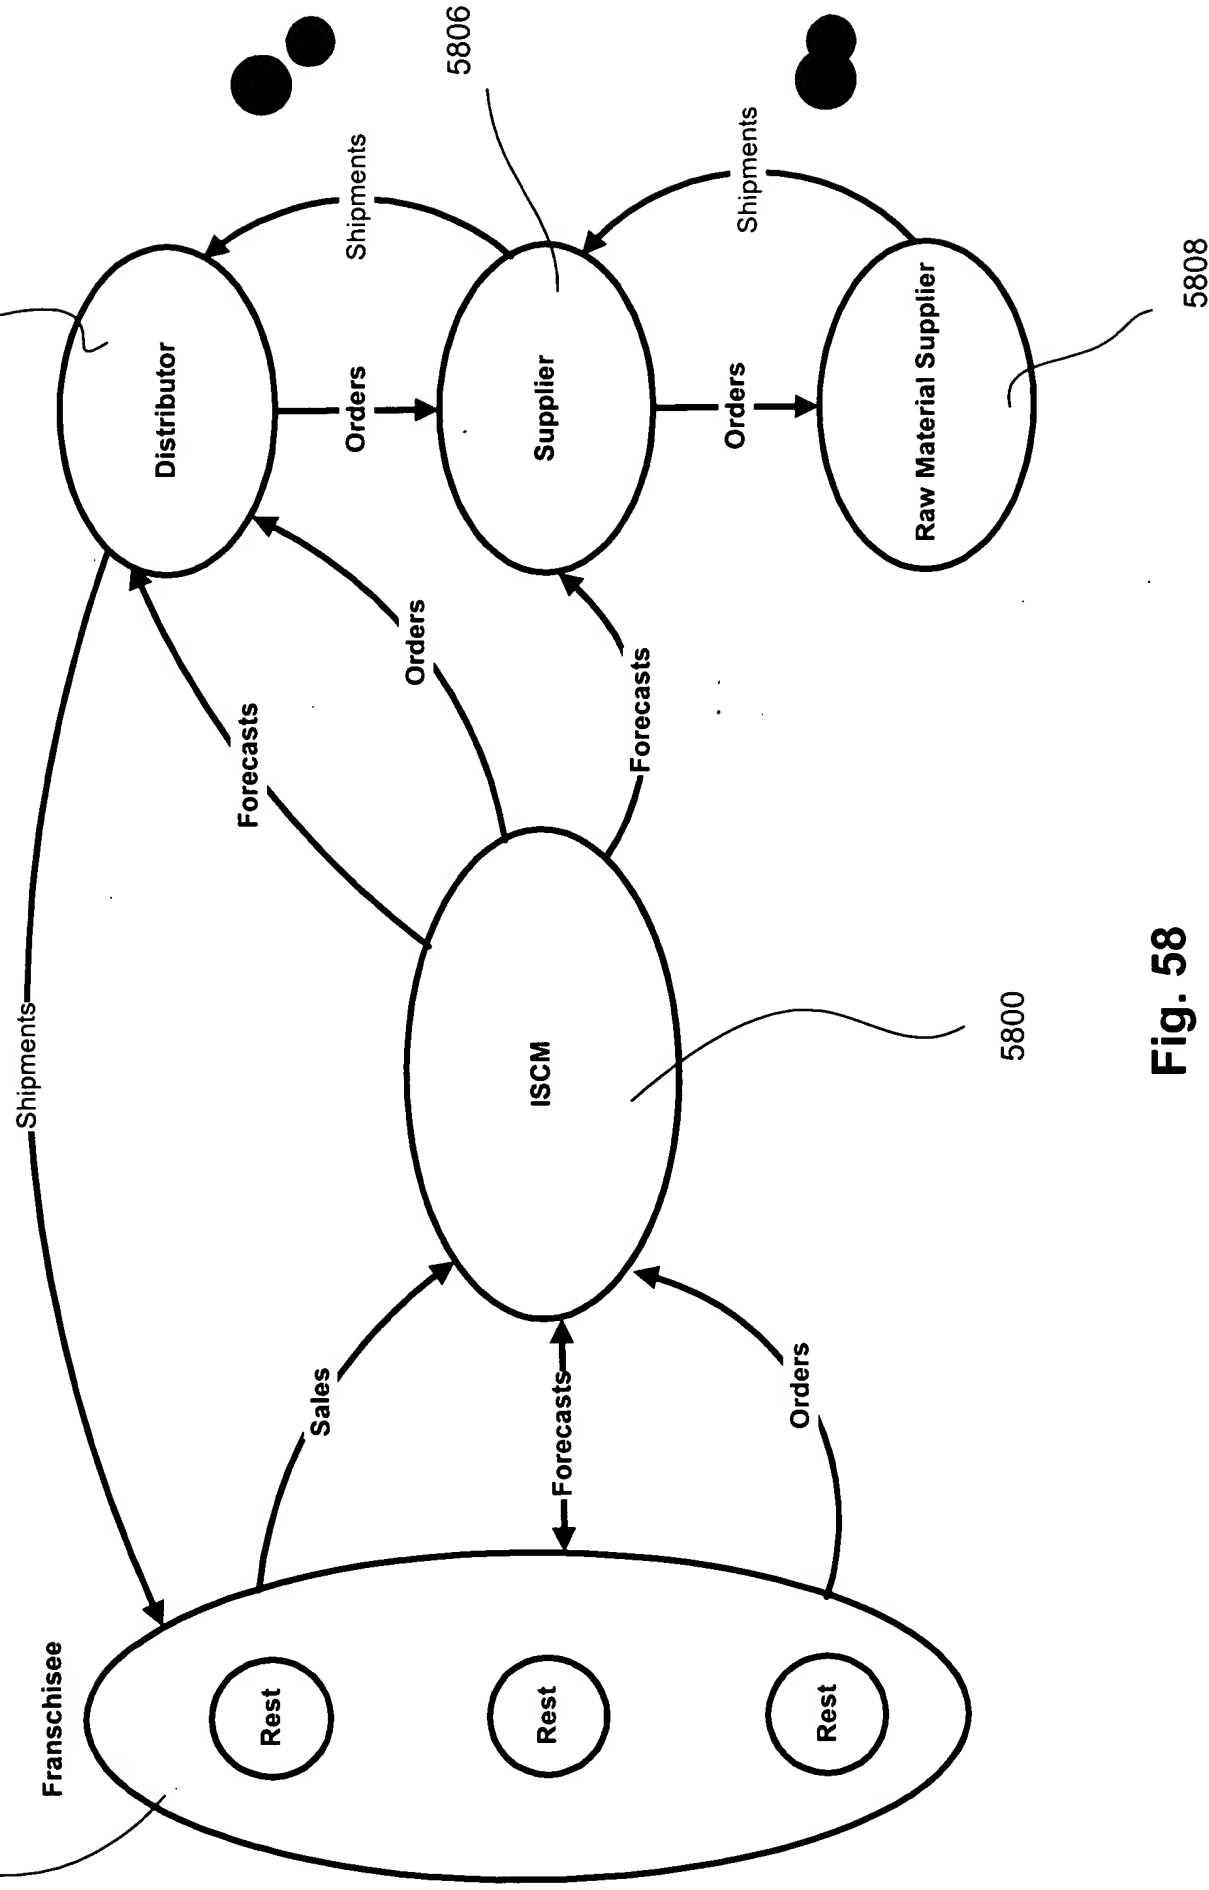 Shipments
Franschisee
Distributor
5806
Shipments
Shipments
Forecasts
Orders
Orders
Sales
Supplier
Rest
Rest
Rest
ISCM
Forecasts
Forecasts
Orders
Orders
Raw Material Supplier
5800
5808
Fig. 58